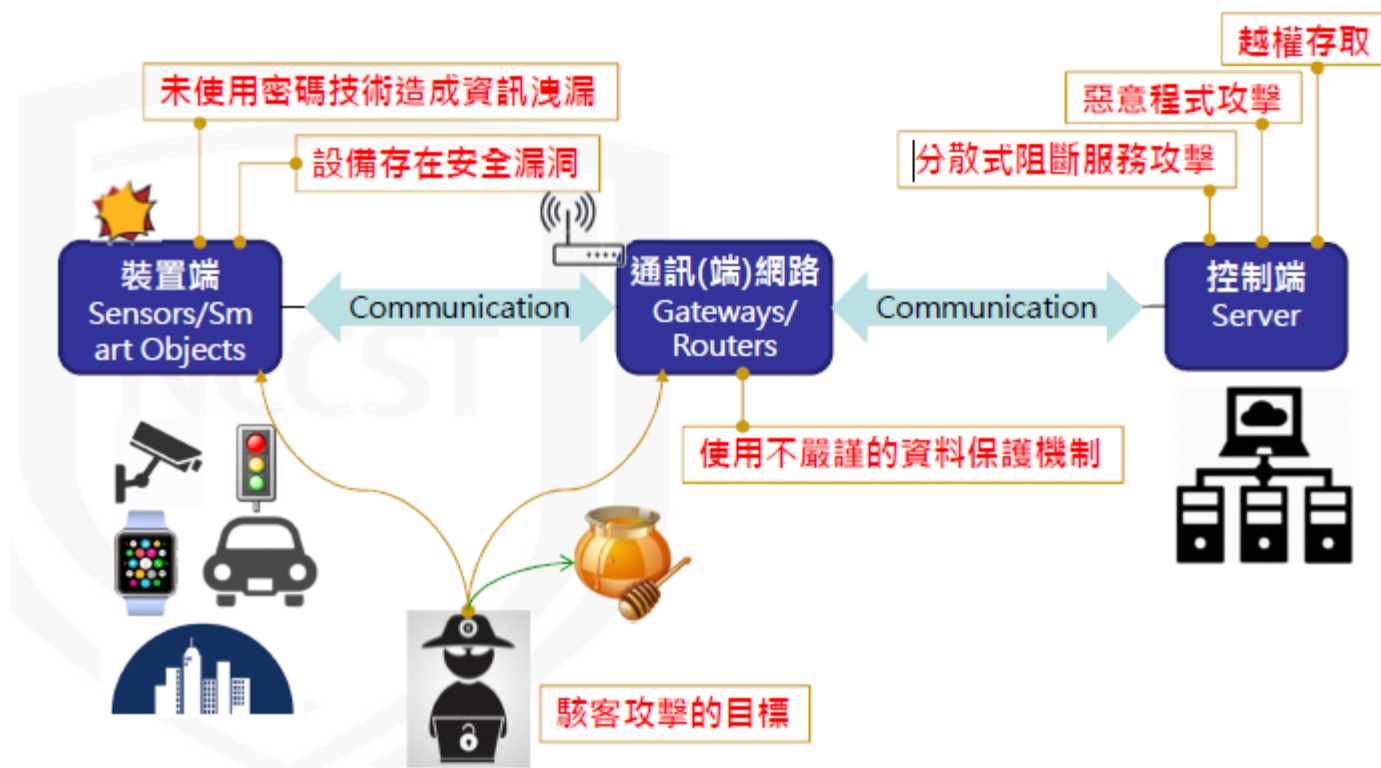 越權存取
未使用密碼技術造成資訊洩漏
惡意程式攻擊
設備存在安全漏洞
分散式阻斷服務攻擊
裝置端
Sensors/Sm
art Objects
Communication
通訊(端)網路
Gateways/
Routers
Communication
控制端
Server
NCCST
使用不嚴謹的資料保護機制
駭客攻擊的目標